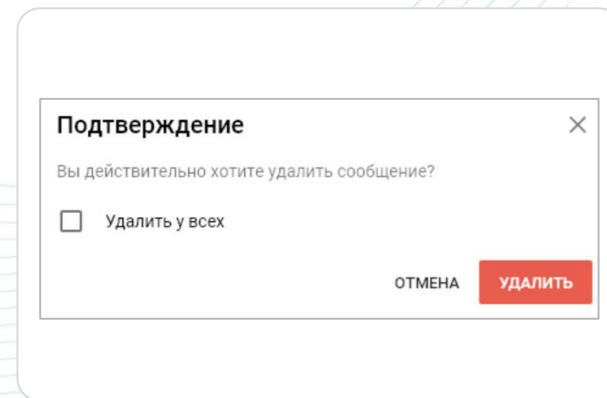 Подтверждение
Вы действительно хотите удалить сообщение?
Удалить у всех
ОТМЕНА УДАЛИТЬ